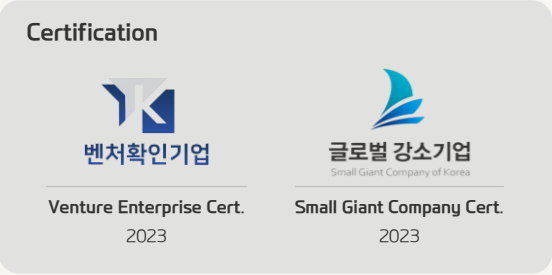 Certification
벤처확인기업
글로벌 강소기업
Small Giant Company of Korea
Venture Enterprise Cert.
Small Giant Company Cert.
2023
2023